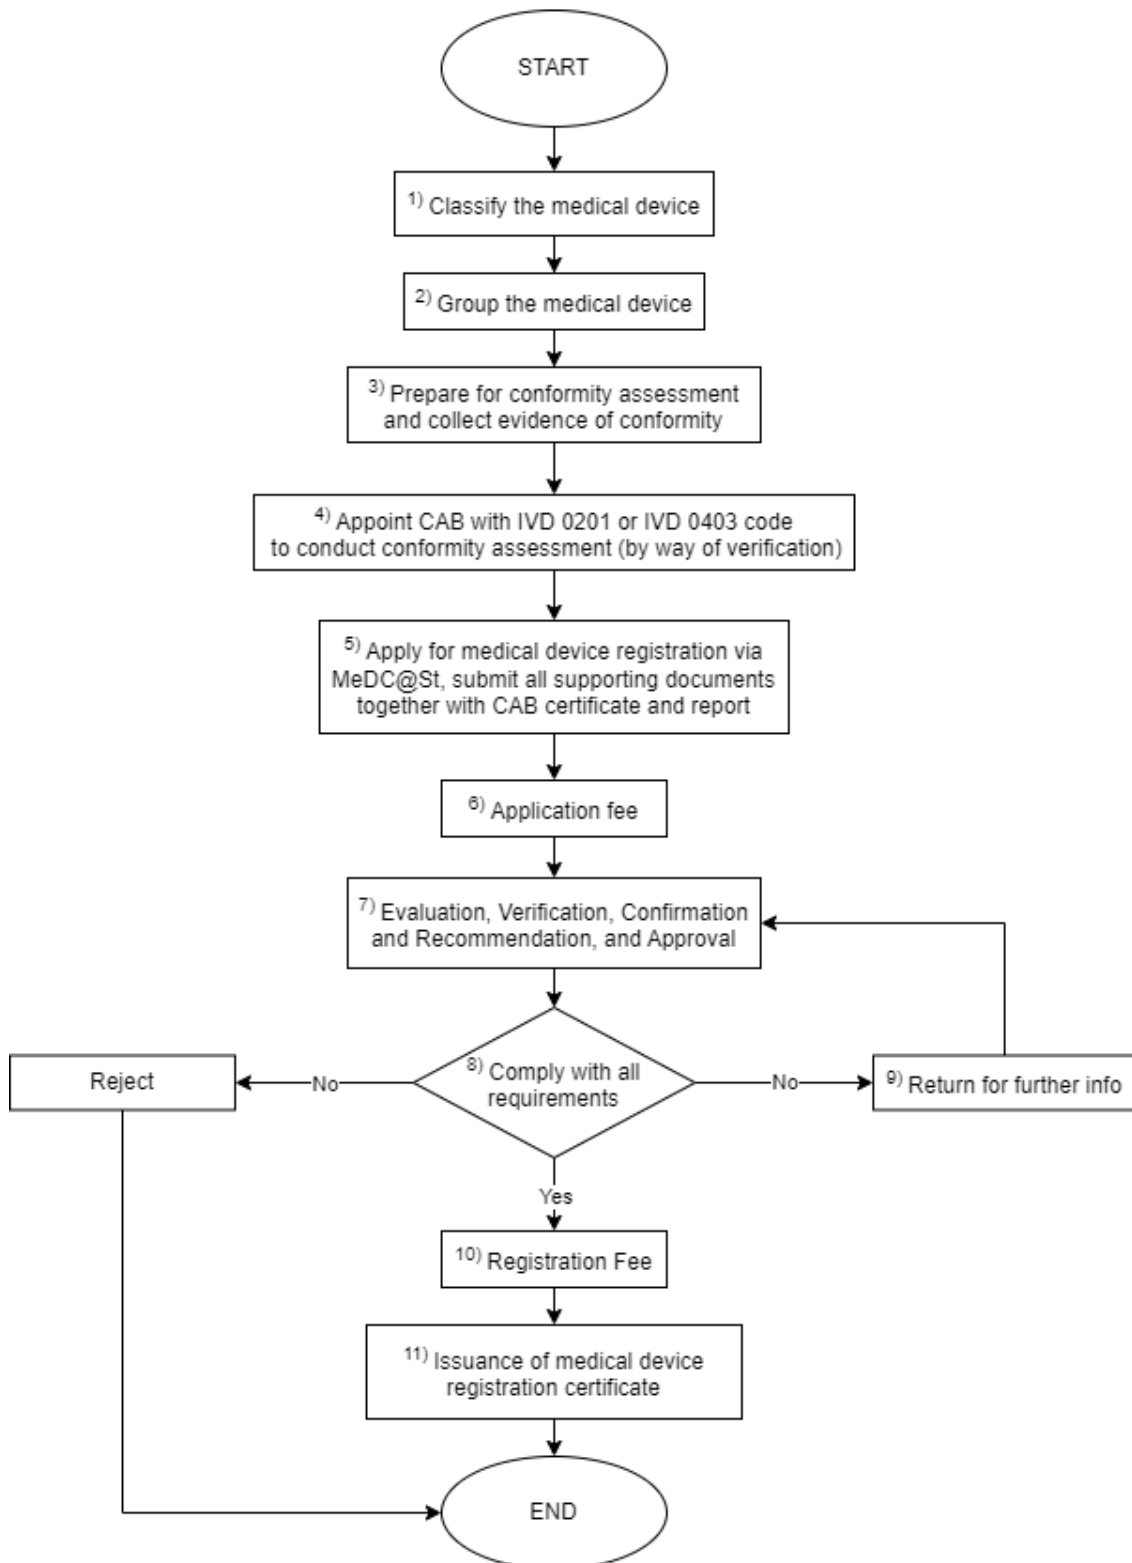 START
1) Classify the medical device
2) Group the medical device
3) Prepare for conformity assessment
and collect evidence of conformity
4) Appoint CAB with IVD 0201 or IVD 0403 code
to conduct conformity assessment (by way of verification)
5) Apply for medical device registration via
MeDC@St, submit all supporting documents
together with CAB certificate and report
6) Application fee
7) Evaluation, Verification, Confirmation
and Recommendation, and Approval
Reject
No
8) Comply with all
requirements
No
9) Return for further info
Yes
10) Registration Fee
11) Issuance of medical device
registration certificate
END